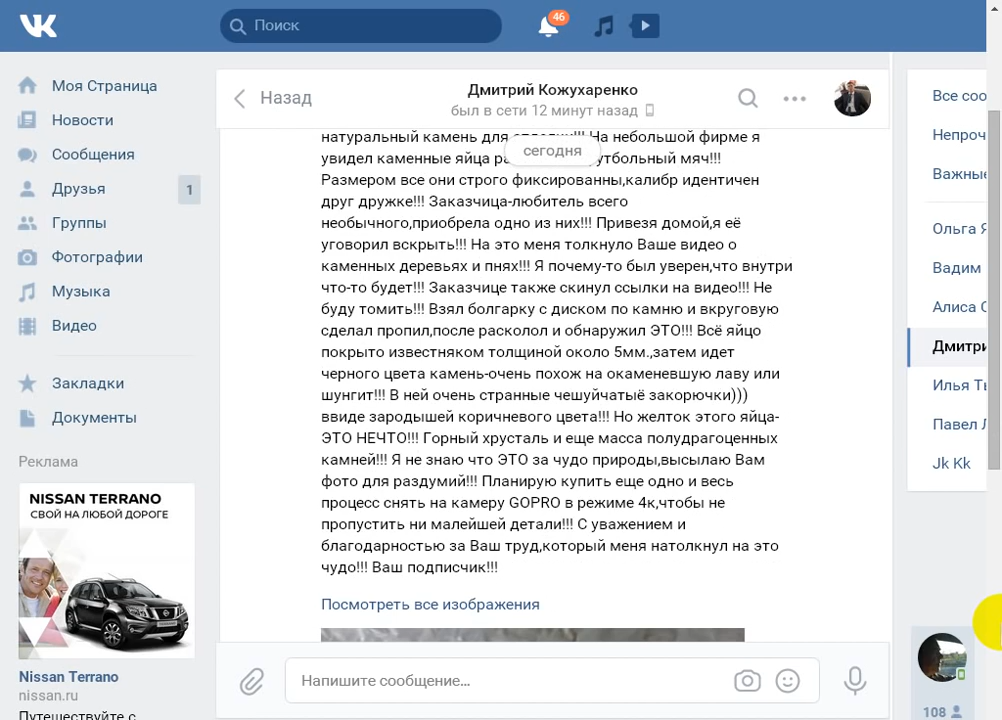 Поиск
46
Моя Страница
Новости
Сообщения
Друзья
1
Группы
Фотографии
Музыка
Видео
Закладки
Документы
Реклама
NISSAN TERRANO
СВОЙ НА ЛЮБОЙ ДОРОГЕ
Nissan Terrano
nissan.ru
Путешествуйте с
Назад
Дмитрий Кожухаренко
был в сети 12 минут назад
сегодня
натуральный камень для отделки!!! На небольшой фирме я
увидел каменные яйца
Размером все они строго фиксированны,калибр идентичен
друг дружке!!! Заказчица-любитель всего
необычного,приобрела одно из них!!! Привезя домой,я её
уговорил вскрыть!!! На это меня толкнуло Ваше видео о
каменных деревьях и пнях!!! Я почему-то был уверен,что внутри
что-то будет!!! Заказчице также скинул ссылки на видео!!! Не
буду томить!!! Взял болгарку с диском по камню и вкруговую
сделал пропил,после расколол и обнаружил ЭТО!!! Всё яйцо
покрыто известняком толщиной около 5мм.,затем идет
черного цвета камень-очень похож на окаменевшую лаву или
шунгит!!! В ней очень странные чешуйчатыё закорючки)))
ввиде зародышей коричневого цвета!!! Но желток этого яйца-
ЭТО НЕЧТО!!! Горный хрусталь и еще масса полудрагоценных
камней!!! Я не знаю что ЭТО за чудо природы,высылаю Вам
фото для раздумий!!! Планирую купить еще одно и весь
процесс снять на камеру GOPRO в режиме 4к,чтобы не
пропустить ни малейшей детали!!! С уважением и
благодарностью за Ваш труд,который меня натолкнул на это
чудо!!! Ваш подписчик!!!
Посмотреть все изображения
Напишите сообщение...
Все соо
Непроч
Важные
Ольга Я
Вадим
Алиса С
Дмитри
Илья Ть
Павел Л
Jk Kk
108